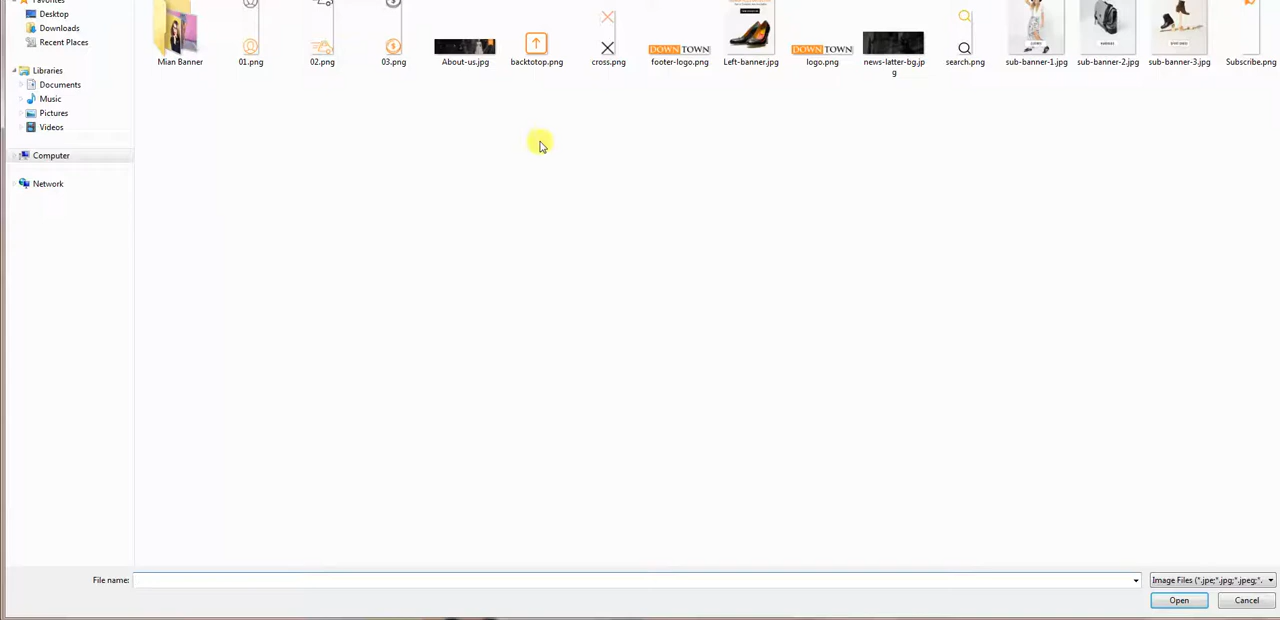 Favorites
Desktop
Downloads
Recent Places
Libraries
Documents
Music
Pictures
Videos
Computer
Network
DOWN TOWN
DOWN TOWN
Mian Banner
01.png
02.png
03.png
About-us.jpg
backtotop.png
cross.png
footer-logo.png
Left-banner.jpg
logo.png
news-latter-bg.jp
g
search.png
sub-banner-1.jpg
sub-banner-2.jpg
sub-banner-3.jpg
Subscribe.png
File name:
Image Files (*.jpe;*.jpg;*.jpeg;*.
Open
Cancel